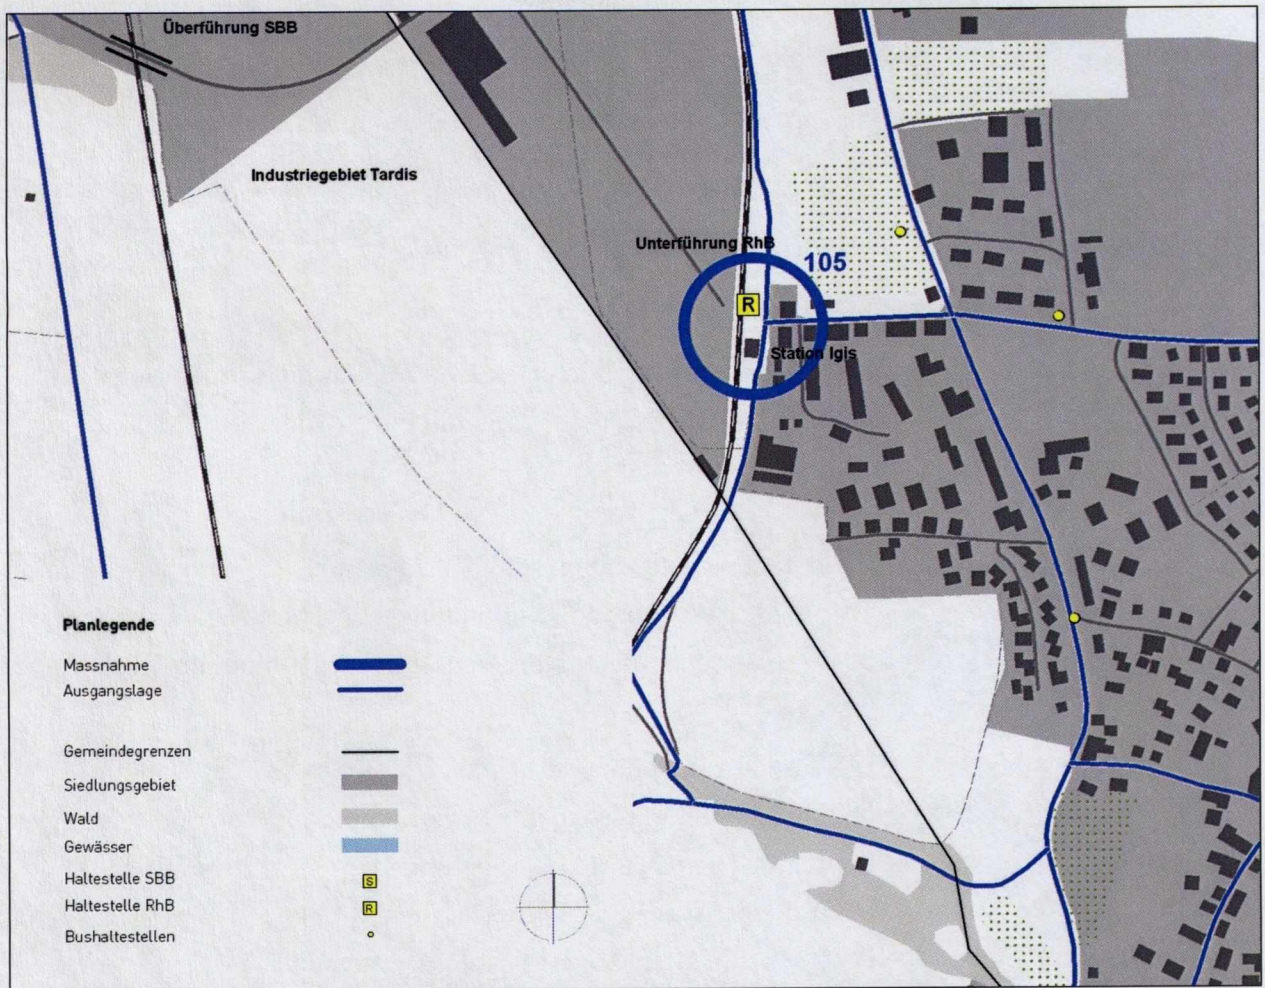 Überführung SBB
Industriegebiet Tardis
Unterführung RhB
105
R
Station Igis
Planlegende
Massnahme
Ausgangslage
Gemeindegrenzen
Siedlungsgebiet
Wald
Gewässer
Haltestelle SBB
S
Haltestelle RhB
R
Bushaltestellen